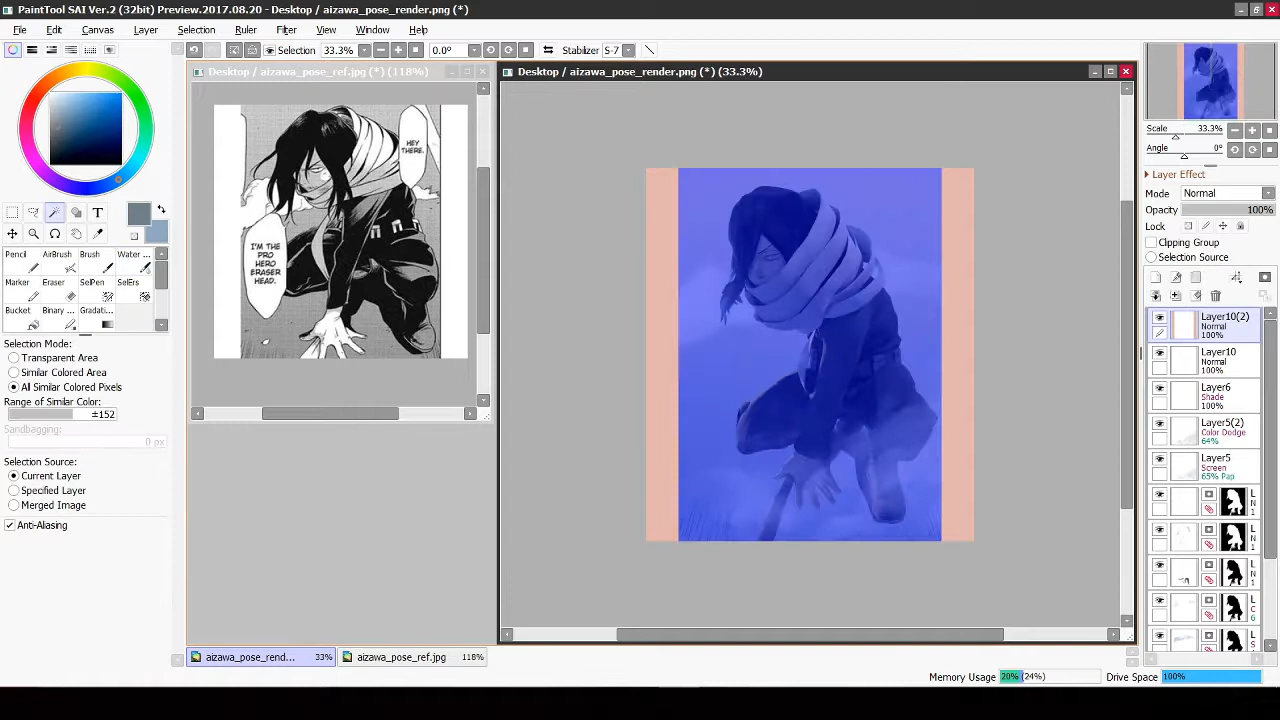 PaintTool SAI Ver.2 (32bit) Preview.2017.08.20 - Desktop / aizawa_pose_render.png (*)
File Edit Canvas Layer Selection Ruler Filter View Window Help
Selection 33.3% 0.0° Stabilizer S-7
Desktop / aizawa_pose_ref.jpg (*) (118%)
Desktop / aizawa_pose_render.png (*) (33.3%)
HEY
THERE.
I'M THE
PRO
HERO
ERASER
HEAD.
T
Pencil AirBrush Brush Water ...
Marker Eraser SelPen SelErs
Bucket Binary ... Gradati...
Selection Mode:
Transparent Area
Similar Colored Area
All Similar Colored Pixels
Range of Similar Color:
±152
Sandbagging:
0 px
Selection Source:
Current Layer
Specified Layer
Merged Image
Anti-Aliasing
Scale 33.3%
Angle 0°
Layer Effect
Mode Normal
Opacity 100%
Lock
Clipping Group
Selection Source
Layer10(2)
Normal
100%
Layer10
Normal
100%
Layer6
Shade
100%
Layer5(2)
Color Dodge
64%
Layer5
Screen
65% Pap
L
N
1
L
N
1
L
N
1
L
C
6
L
S
aizawa_pose_rend... 33% aizawa_pose_ref.jpg 118%
Memory Usage 20% (24%) Drive Space 100%